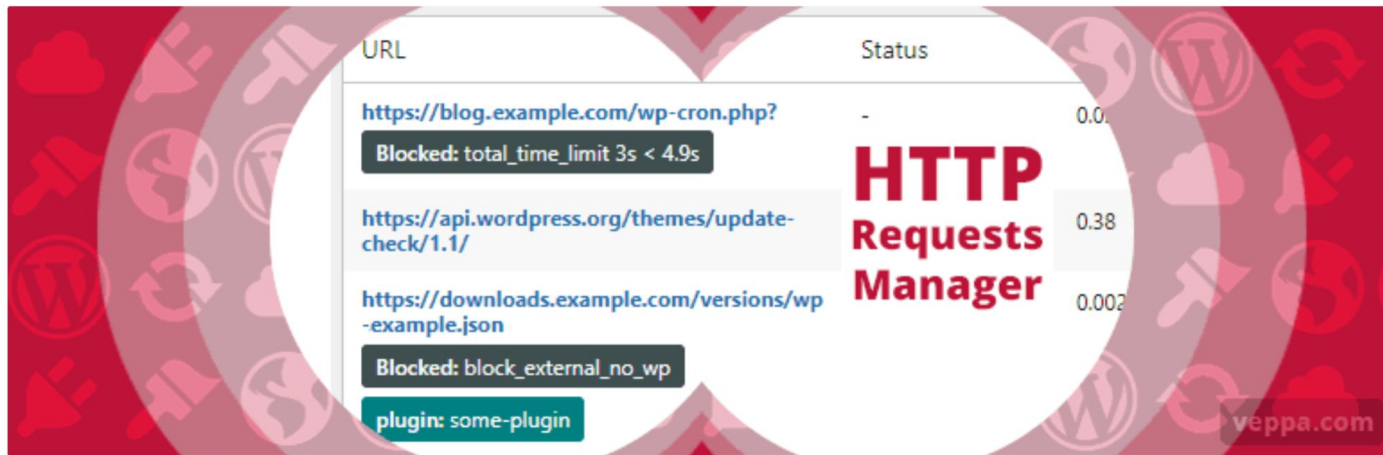 URL Status
https://blog.example.com/wp-cron.php? -
Blocked: total_time_limit 3s < 4.9s
HTTP
Requests
Manager
https://api.wordpress.org/themes/update-
check/1.1/
0.38
https://downloads.example.com/versions/wp
-example.json
0.002
Blocked: block_external_no_wp
plugin: some-plugin
veppa.com